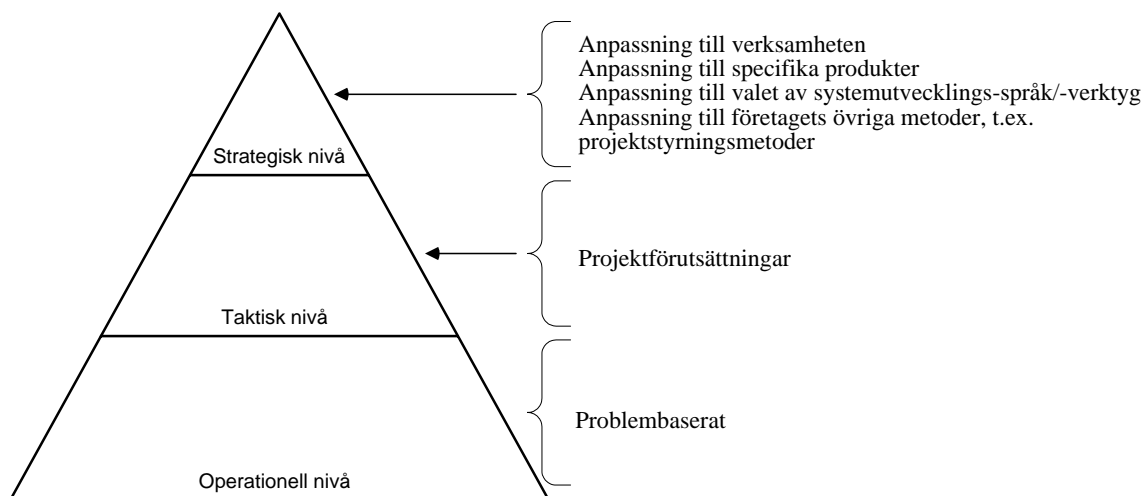 Anpassning till verksamheten
Anpassning till specifika produkter
Anpassning till valet av systemutvecklings-språk/-verktyg
Anpassning till företagets övriga metoder, t.ex.
projektstyrningsmetoder
Strategisk nivå
Projektförutsättningar
Taktisk nivå
Problembaserat
Operationell nivå